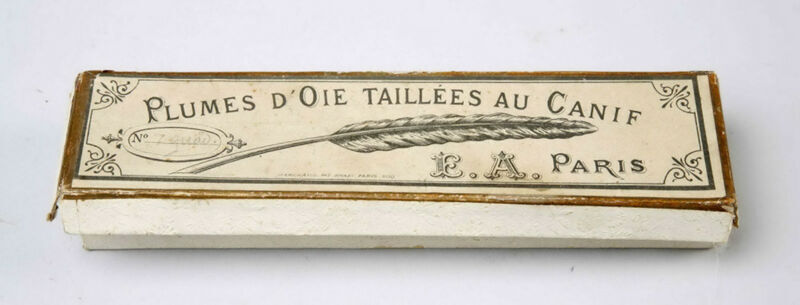 PLUMES D'OIE TAILLÉES AU CANIF
No
E. A. PARIS